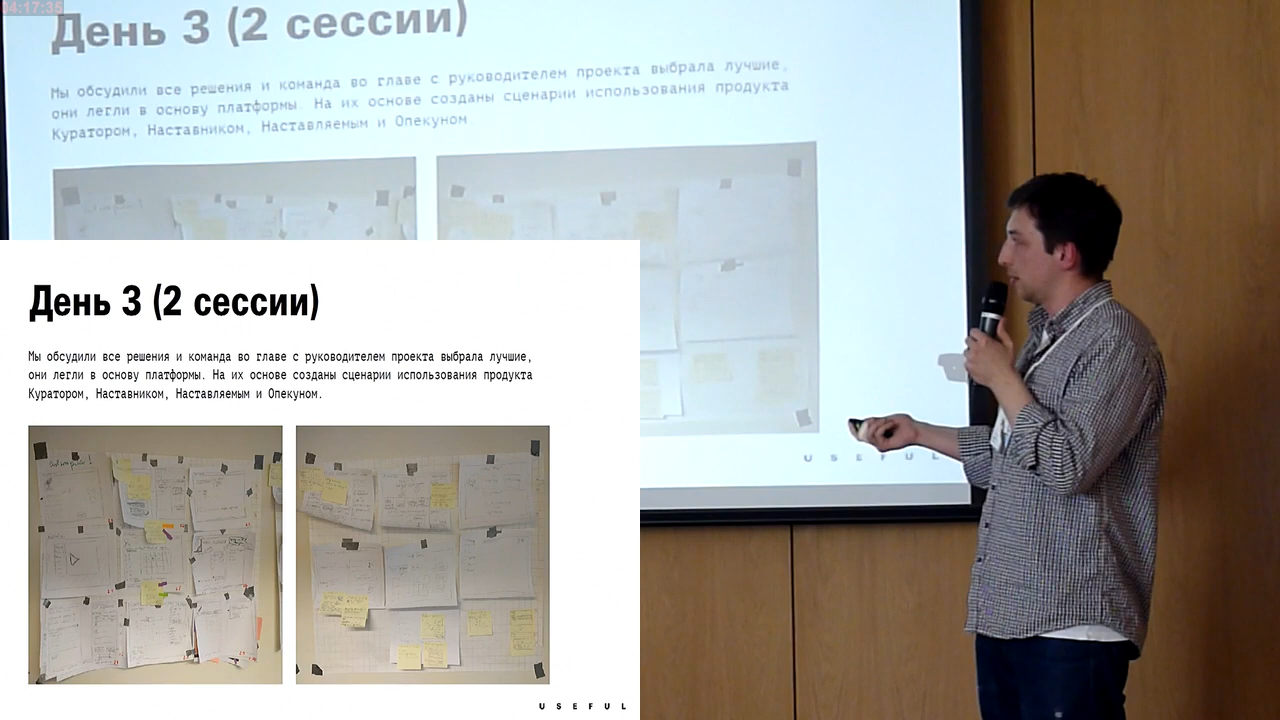 04:17:35
День 3 (2 сессии)
Мы обсудили все решения и команда во главе с руководителем проекта выбрала лучшие,
они легли в основу платформы. На их основе созданы сценарии использования продукта
Куратором, Наставником, Наставляемым и Опекуном.
USEFUL
День 3 (2 сессии)
Мы обсудили все решения и команда во главе с руководителем проекта выбрала лучшие,
они легли в основу платформы. На их основе созданы сценарии использования продукта
Куратором, Наставником, Наставляемым и Опекуном.
USEFUL